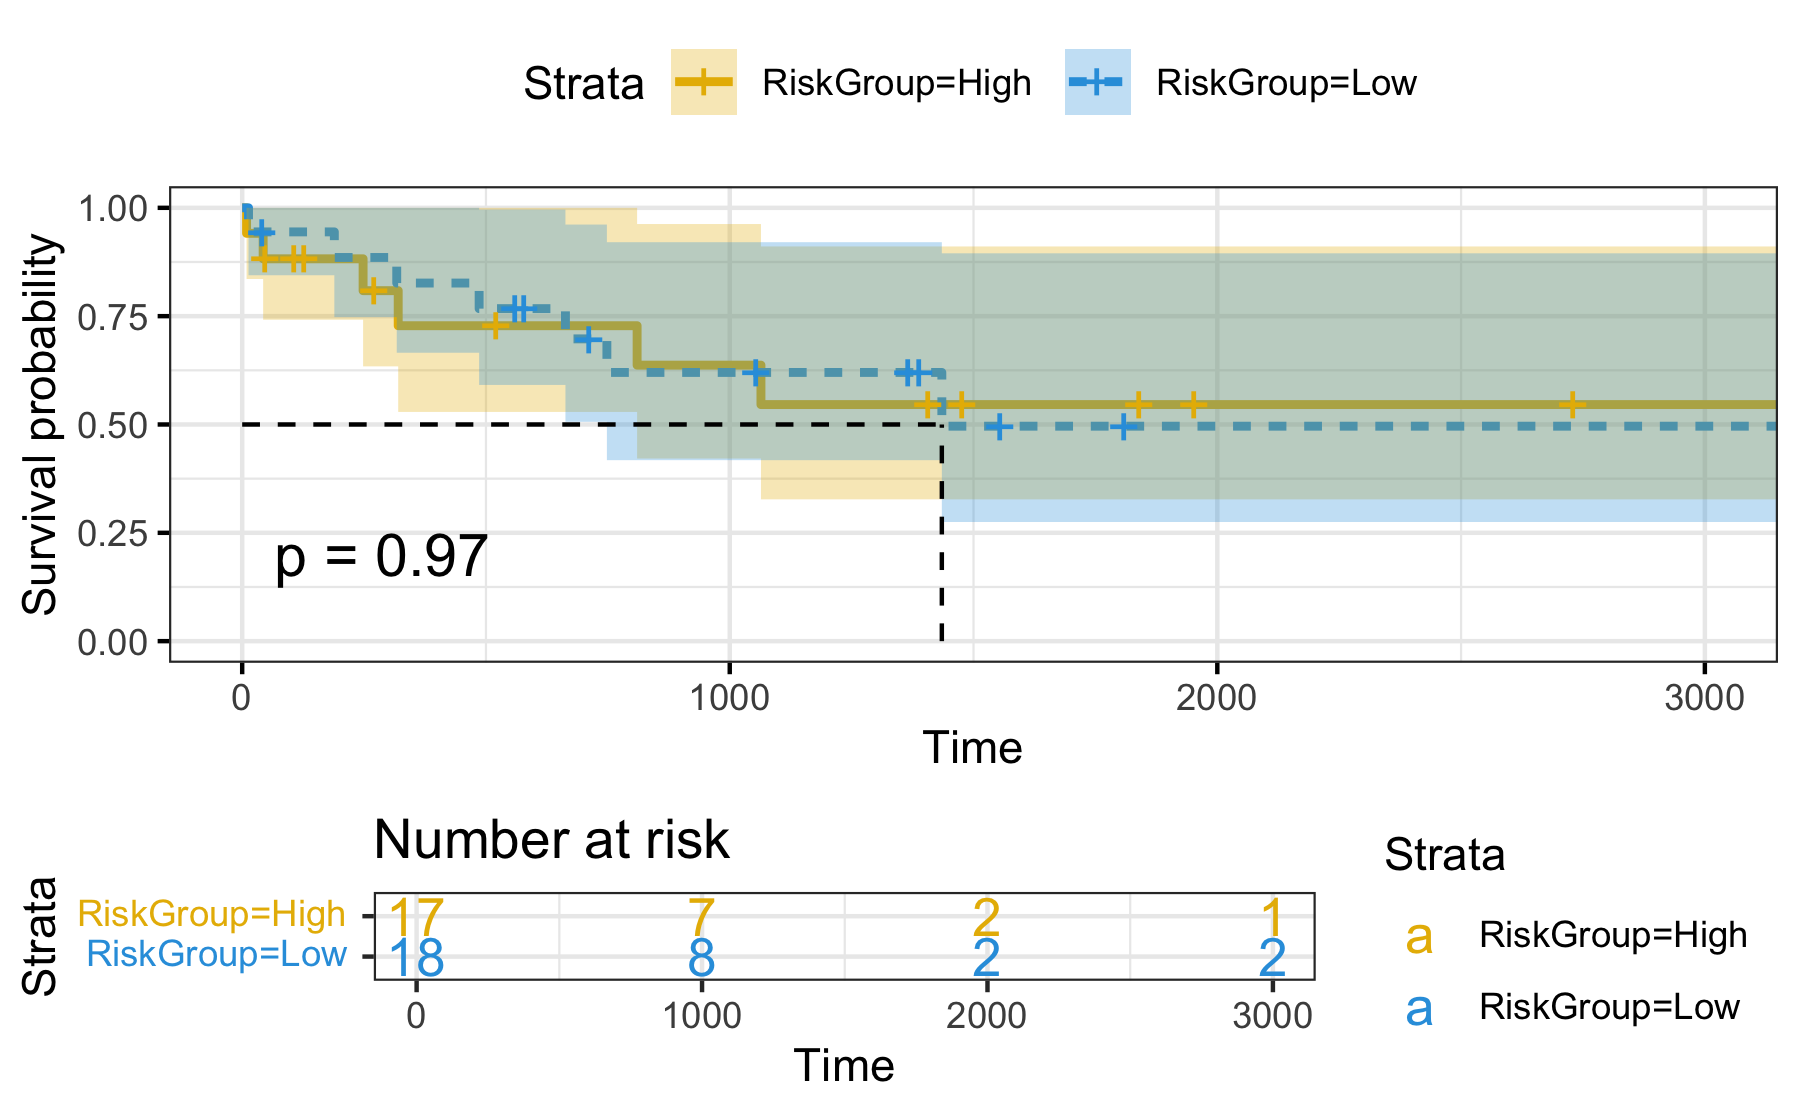 Strata RiskGroup=High RiskGroup=Low
Survival probability
1.00
0.75
0.50
0.25
0.00
p = 0.97
0 1000 2000 3000
Time
Number at risk
Strata
RiskGroup=High 17 7 2 1
RiskGroup=Low 18 8 2 2
0 1000 2000 3000
Time
Strata
a RiskGroup=High
a RiskGroup=Low